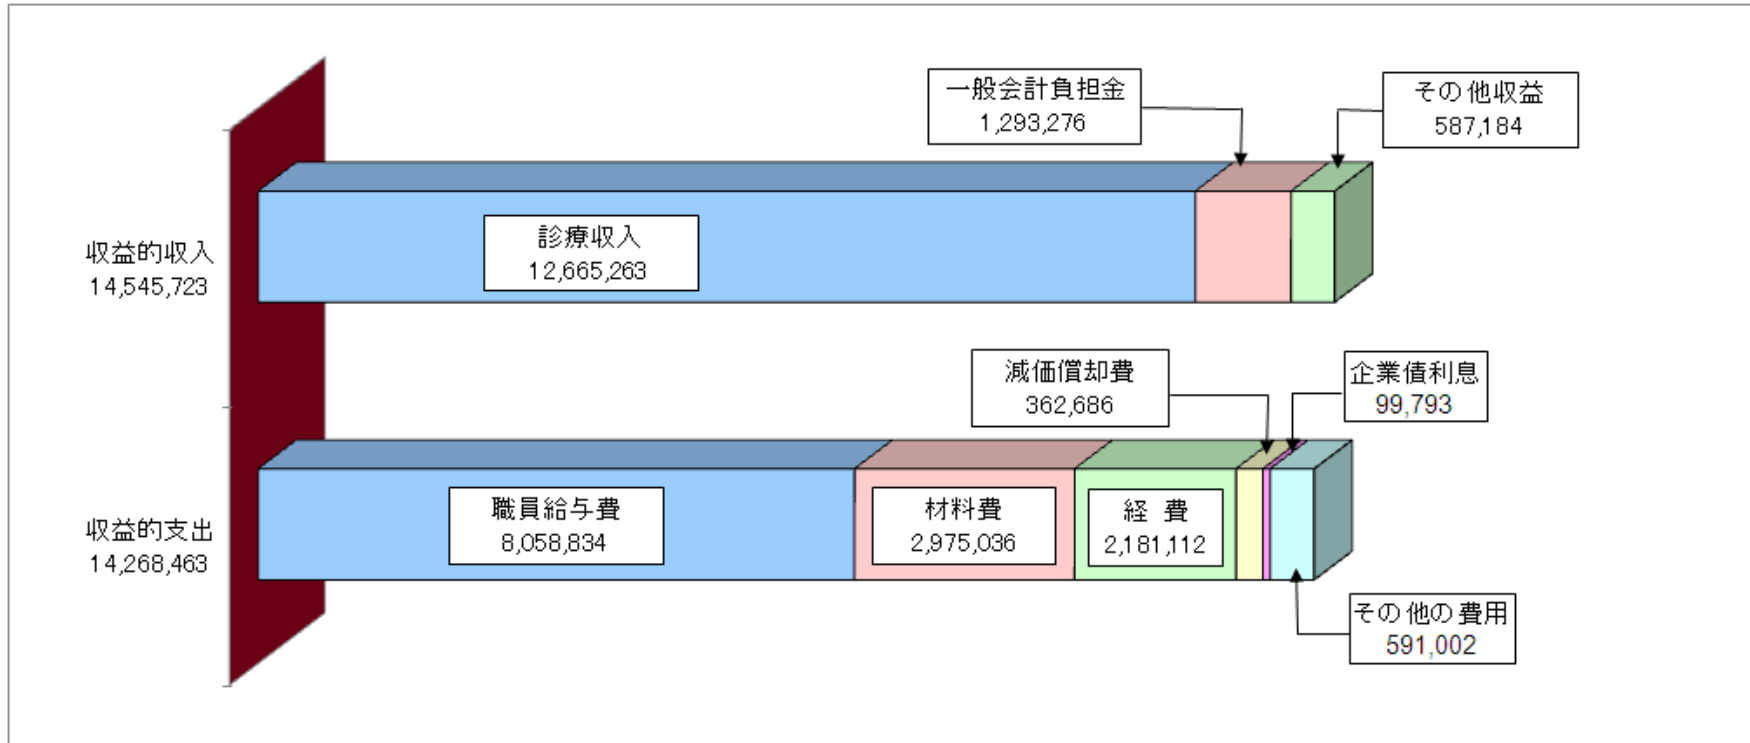 一般会計負担金
1,293,276
その他収益
587,184
診療収入
12,665,263
収益的収入
14,545,723
減価償却費
362,686
企業債利息
99,793
職員給与費
8,058,834
材料費
2,975,036
経 費
2,181,112
収益的支出
14,268,463
その他の費用
591,002